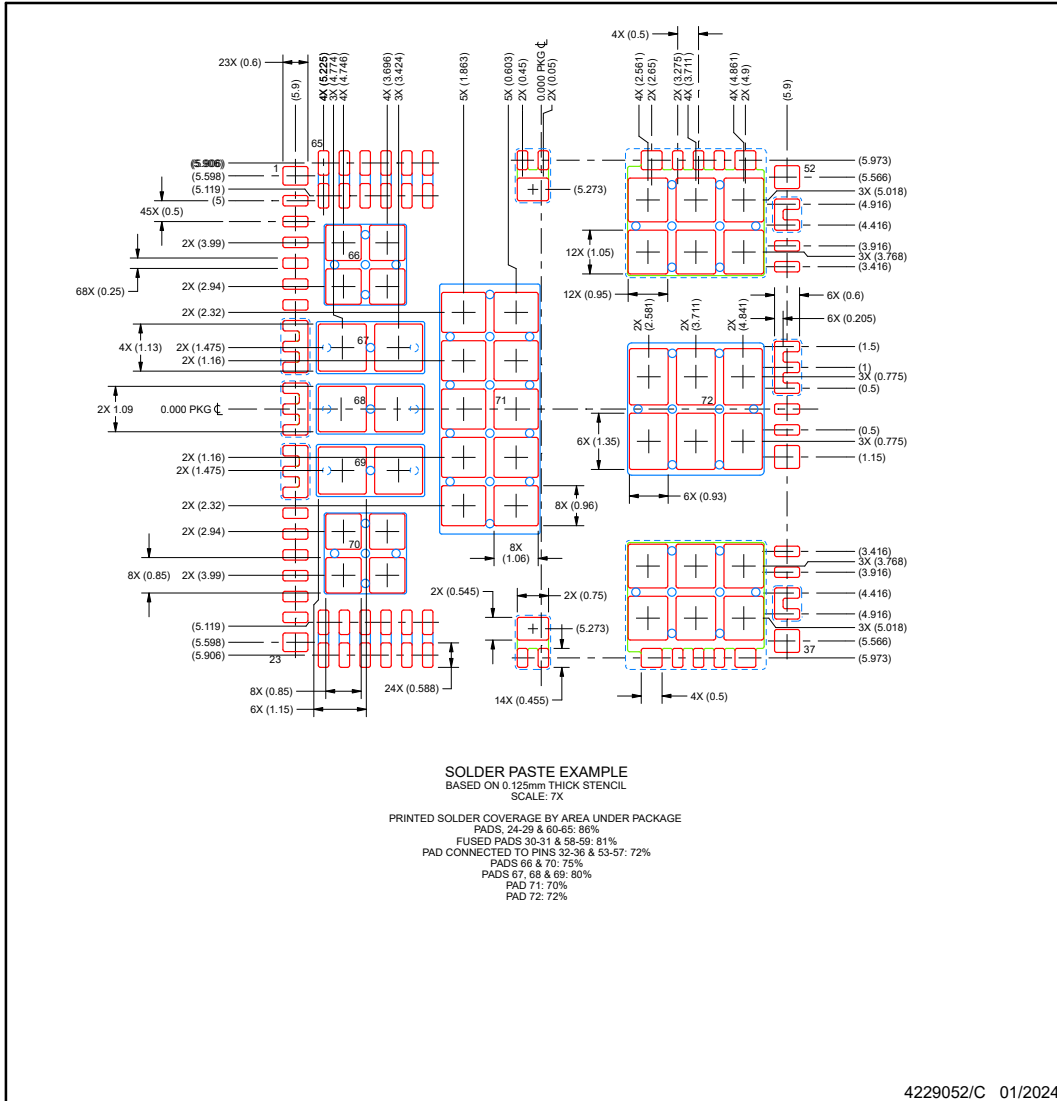 4X (0.5)
23X (0.6)
(5.9)
4X (5.225)
3X (4.774)
4X (4.746)
4X (3.696)
3X (3.424)
5X (1.863)
5X (0.603)
2X (0.45)
0.000 PKG ℄
2X (0.05)
4X (2.561)
2X (2.65)
2X (3.275)
4X (3.711)
4X (4.861)
2X (4.9)
(5.9)
65
1
52
(5.906)
(5.598)
(5.119)
(5)
45X (0.5)
2X (3.99)
68X (0.25)
2X (2.94)
2X (2.32)
4X (1.13)
2X (1.475)
2X (1.16)
2X 1.09
0.000 PKG ℄
2X (1.16)
2X (1.475)
2X (2.32)
2X (2.94)
8X (0.85)
2X (3.99)
(5.119)
(5.598)
(5.906)
23
66
67
68
69
70
71
72
(5.273)
12X (1.05)
12X (0.95)
2X (2.581)
2X (3.711)
2X (4.841)
6X (1.35)
6X (0.93)
8X (0.96)
8X (1.06)
2X (0.545)
2X (0.75)
(5.273)
8X (0.85)
6X (1.15)
24X (0.588)
14X (0.455)
4X (0.5)
37
(5.973)
(5.566)
3X (5.018)
(4.916)
(4.416)
(3.916)
3X (3.768)
(3.416)
6X (0.6)
6X (0.205)
(1.5)
(1)
3X (0.775)
(0.5)
(0.5)
3X (0.775)
(1.15)
(3.416)
3X (3.768)
(3.916)
(4.416)
(4.916)
3X (5.018)
(5.566)
(5.973)
SOLDER PASTE EXAMPLE
BASED ON 0.125mm THICK STENCIL
SCALE: 7X
PRINTED SOLDER COVERAGE BY AREA UNDER PACKAGE
PADS, 24-29 & 60-65: 86%
FUSED PADS 30-31 & 58-59: 81%
PAD CONNECTED TO PINS 32-36 & 53-57: 72%
PADS 66 & 70: 75%
PADS 67, 68 & 69: 80%
PAD 71: 70%
PAD 72: 72%
4229052/C 01/2024